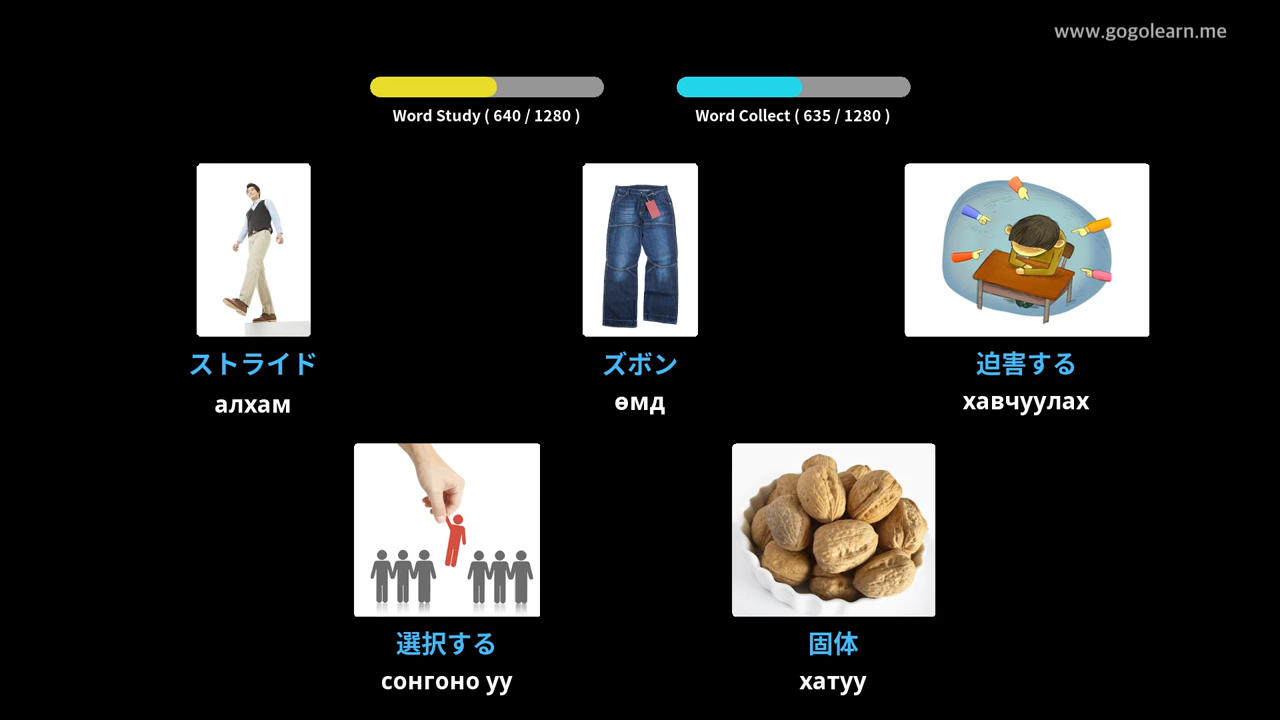 www.gogolearn.me
Word Study ( 640 / 1280 )
Word Collect ( 635 / 1280 )
ストライド
алхам
ズボン
өмд
迫害する
хавчуулах
選択する
сонгоно уу
固体
хатуу